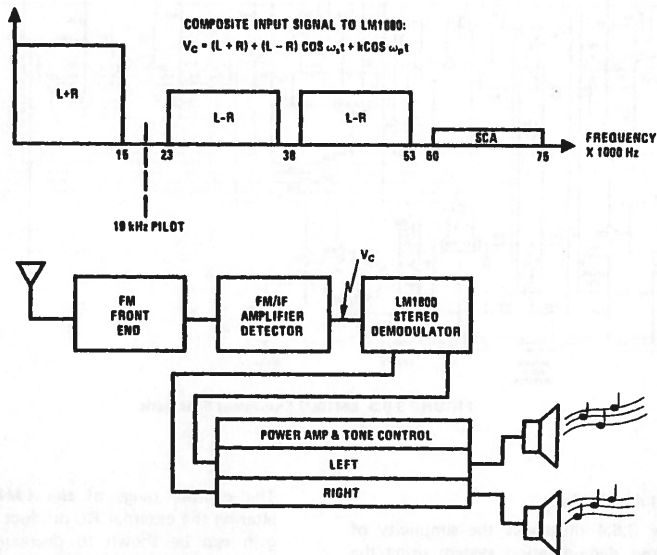 COMPOSITE INPUT SIGNAL TO LM1800:
V_C = (L + R) + (L – R) COS ω_s t + kCOS ω_p t
L+R
L–R
L–R
SCA
FREQUENCY
X 1000 Hz
15 23 38 53 60 75
19 kHz PILOT
V_C
FM
FRONT
END
FM/IF
AMPLIFIER
DETECTOR
LM1800
STEREO
DEMODULATOR
POWER AMP & TONE CONTROL
LEFT
RIGHT